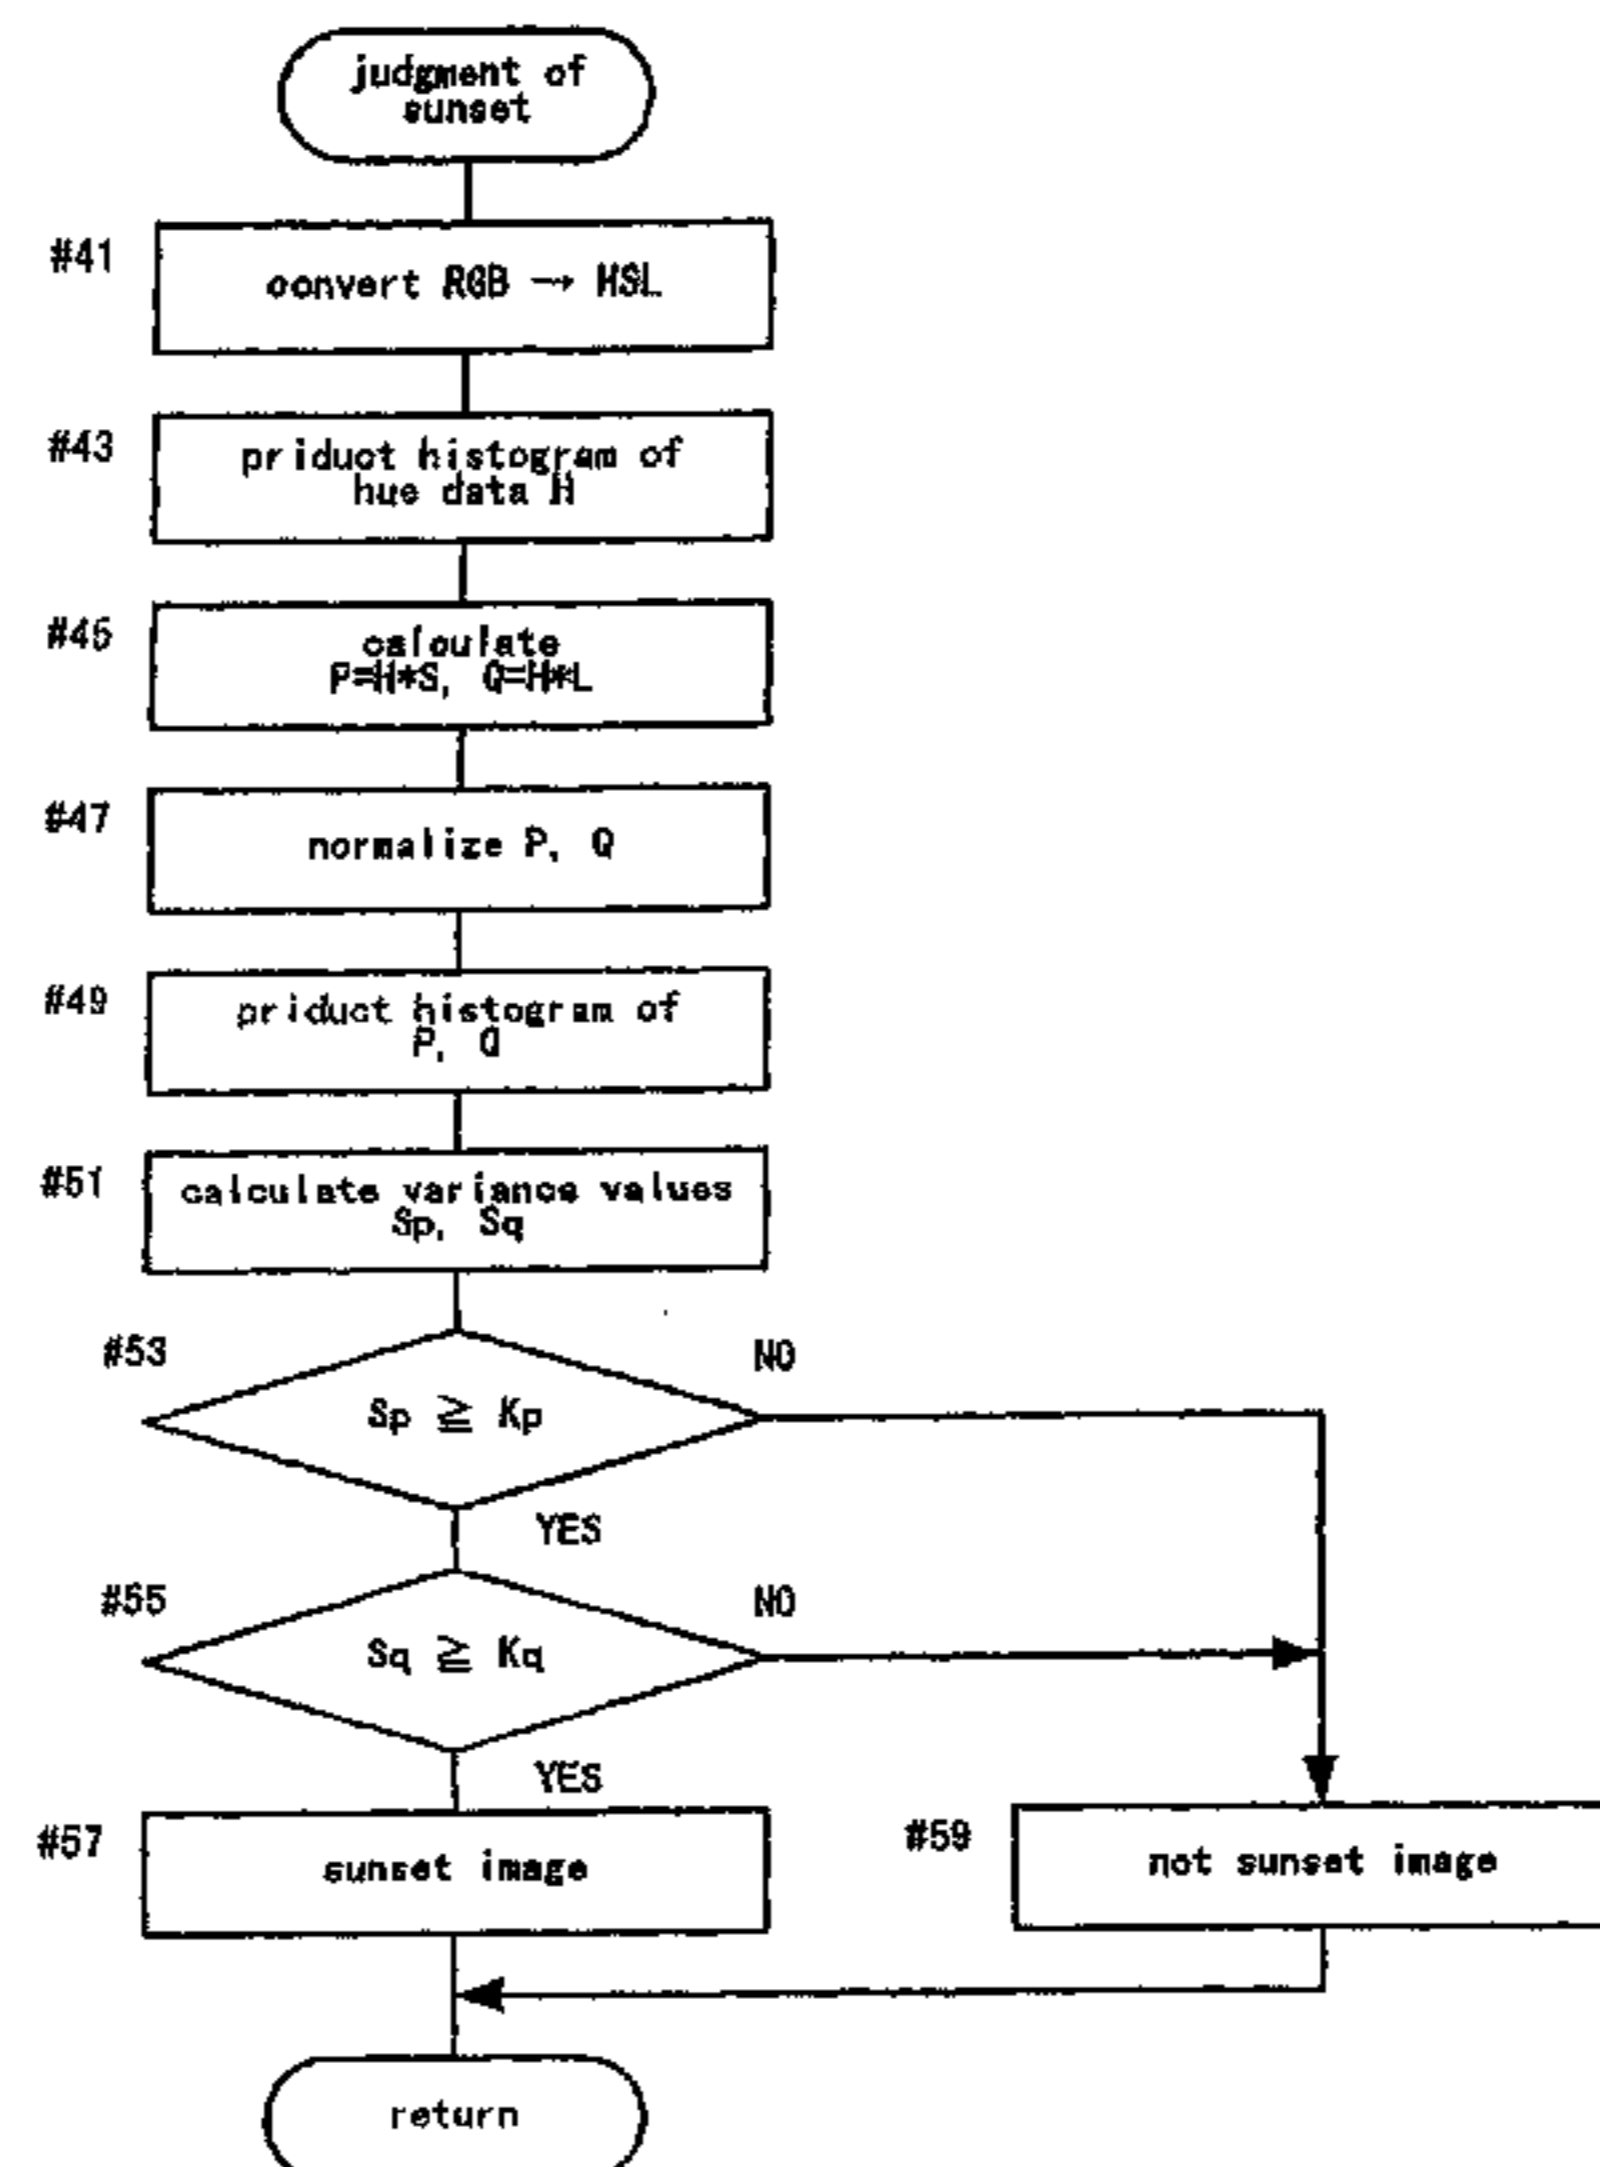 judgment of
sunset
#41
convert RGB → HSL
#43
priduct histogram of
hue data H
#45
calculate
P=H*S, Q=H*L
#47
normalize P, Q
#49
priduct histogram of
P, Q
#51
calculate variance values
Sp, Sq
#53
Sp ≧ Kp
NO
YES
#55
Sq ≧ Kq
NO
YES
#57
sunset image
#59
not sunset image
return